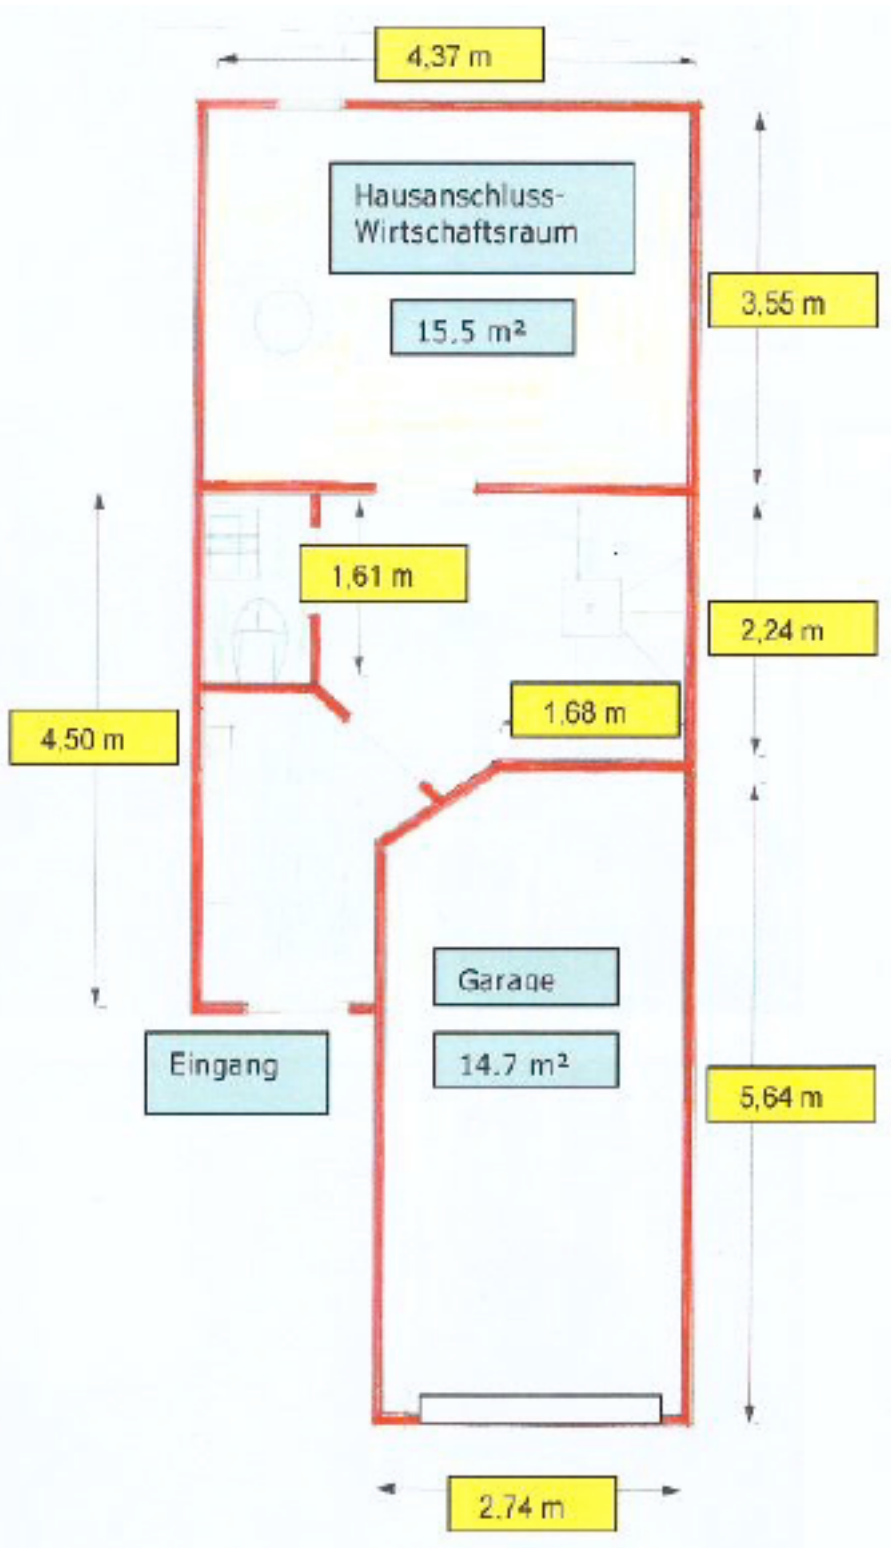 4,37 m
Hausanschluss-
Wirtschaftsraum
15.5 m²
3,55 m
1,61 m
2,24 m
1,68 m
4,50 m
Garage
14.7 m²
Eingang
5,64 m
2,74 m